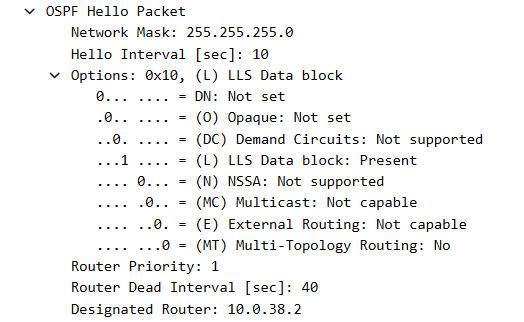 OSPF Hello Packet
Network Mask: 255.255.255.0
Hello Interval [sec]: 10
Options: 0x10, (L) LLS Data block
0... .... = DN: Not set
.0.. .... = (O) Opaque: Not set
..0. .... = (DC) Demand Circuits: Not supported
...1 .... = (L) LLS Data block: Present
.... 0... = (N) NSSA: Not supported
.... .0.. = (MC) Multicast: Not capable
.... ..0. = (E) External Routing: Not capable
.... ...0 = (MT) Multi-Topology Routing: No
Router Priority: 1
Router Dead Interval [sec]: 40
Designated Router: 10.0.38.2